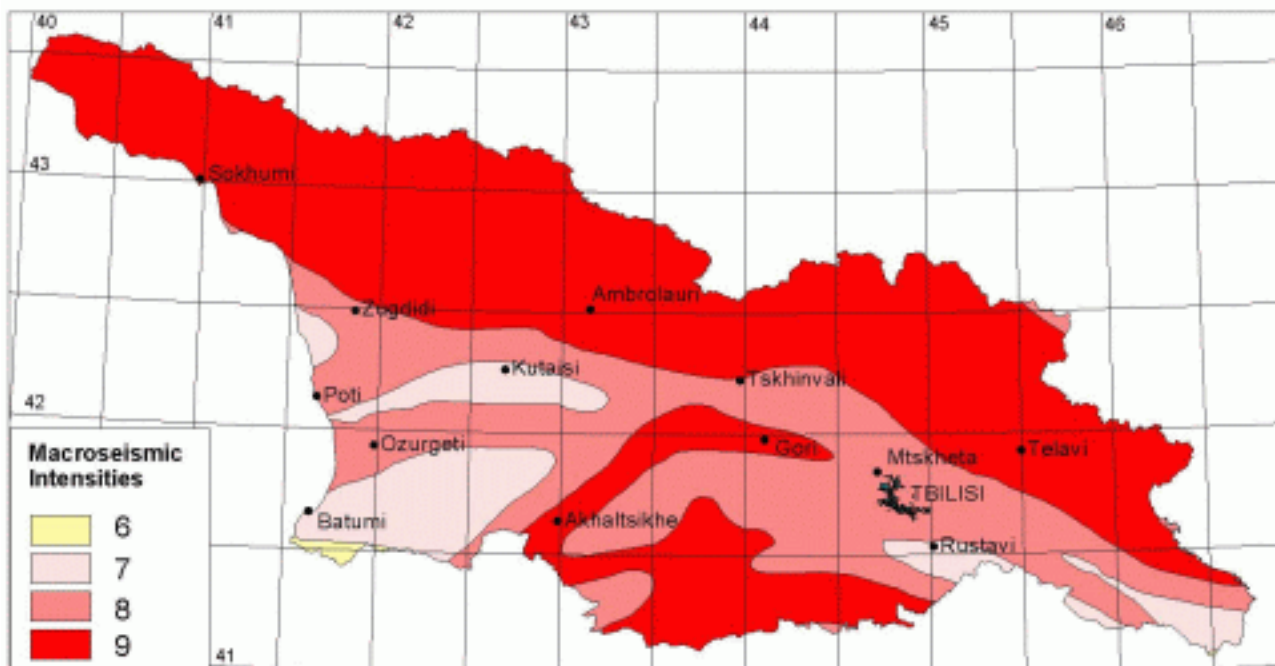 40
41
42
43
44
45
46
43
Sokhumi
Zugdidi
Ambrolauri
Kutaisi
Tskhinvali
Poti
42
Ozurgeti
Gori
Mtskheta
Telavi
TBILISI
Batumi
Akhaltsikhe
Rustavi
Macroseismic
Intensities
6
7
8
9
41